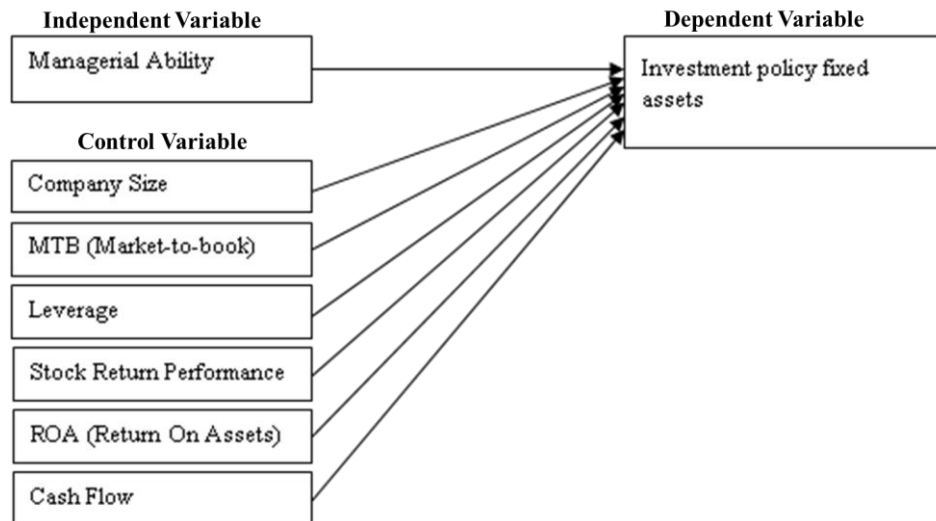 Independent Variable
Managerial Ability
Control Variable
Company Size
MTB (Market-to-book)
Leverage
Stock Return Performance
ROA (Return On Assets)
Cash Flow
Dependent Variable
Investment policy fixed
assets